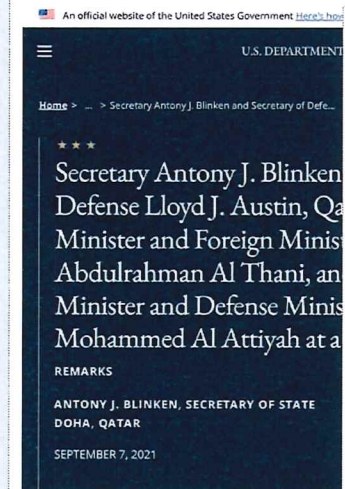 An official website of the United States Government Here's how
U.S. DEPARTMENT
Home > ... > Secretary Antony J. Blinken and Secretary of Defe...
Secretary Antony J. Blinken
Defense Lloyd J. Austin, Qa
Minister and Foreign Minis
Abdulrahman Al Thani, an
Minister and Defense Minis
Mohammed Al Attiyah at a
REMARKS
ANTONY J. BLINKEN, SECRETARY OF STATE
DOHA, QATAR
SEPTEMBER 7, 2021